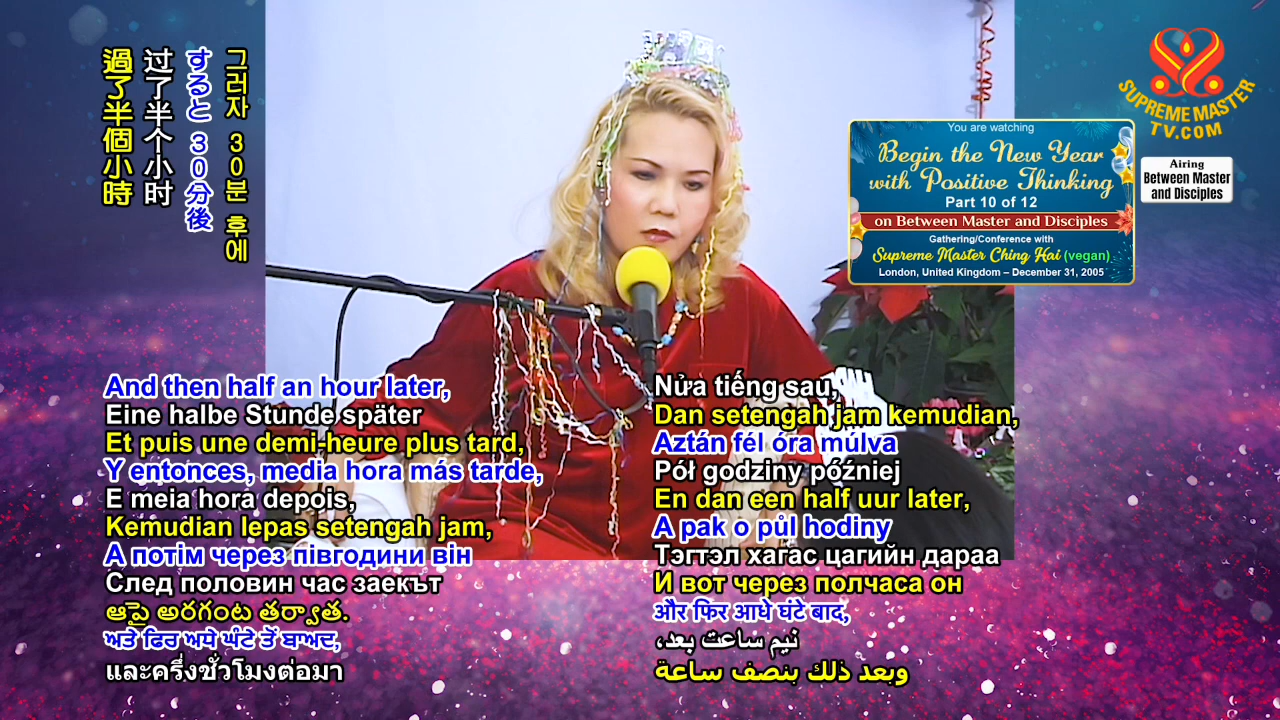 그러자 30분 후에
すると 30分後
过了半个小时
過了半個小時
SUPREME MASTER
TV.COM
You are watching
Begin the New Year
with Positive Thinking
Part 10 of 12
on Between Master and Disciples
Gathering/Conference with
Supreme Master Ching Hai (vegan)
London, United Kingdom – December 31, 2005
Airing
Between Master
and Disciples
And then half an hour later,
Eine halbe Stunde später
Et puis une demi-heure plus tard,
Y entonces, media hora más tarde,
E meia hora depois,
Kemudian lepas setengah jam,
А потім через півгодини він
След половин час заекът
ఆపై అరగంట తర్వాత.
ਅਤੇ ਫਿਰ ਅਧੇ ਘੰਟੇ ਤੋਂ ਬਾਅਦ,
และครึ่งชั่วโมงต่อมา
Nửa tiếng sau,
Dan setengah jam kemudian,
Aztán fél óra múlva
Pół godziny później
En dan een half uur later,
A pak o půl hodiny
Тэгтэл хагас цагийн дараа
И вот через полчаса он
और फिर आधे घंटे बाद,
نیم ساعت بعد،
وبعد ذلك بنصف ساعة